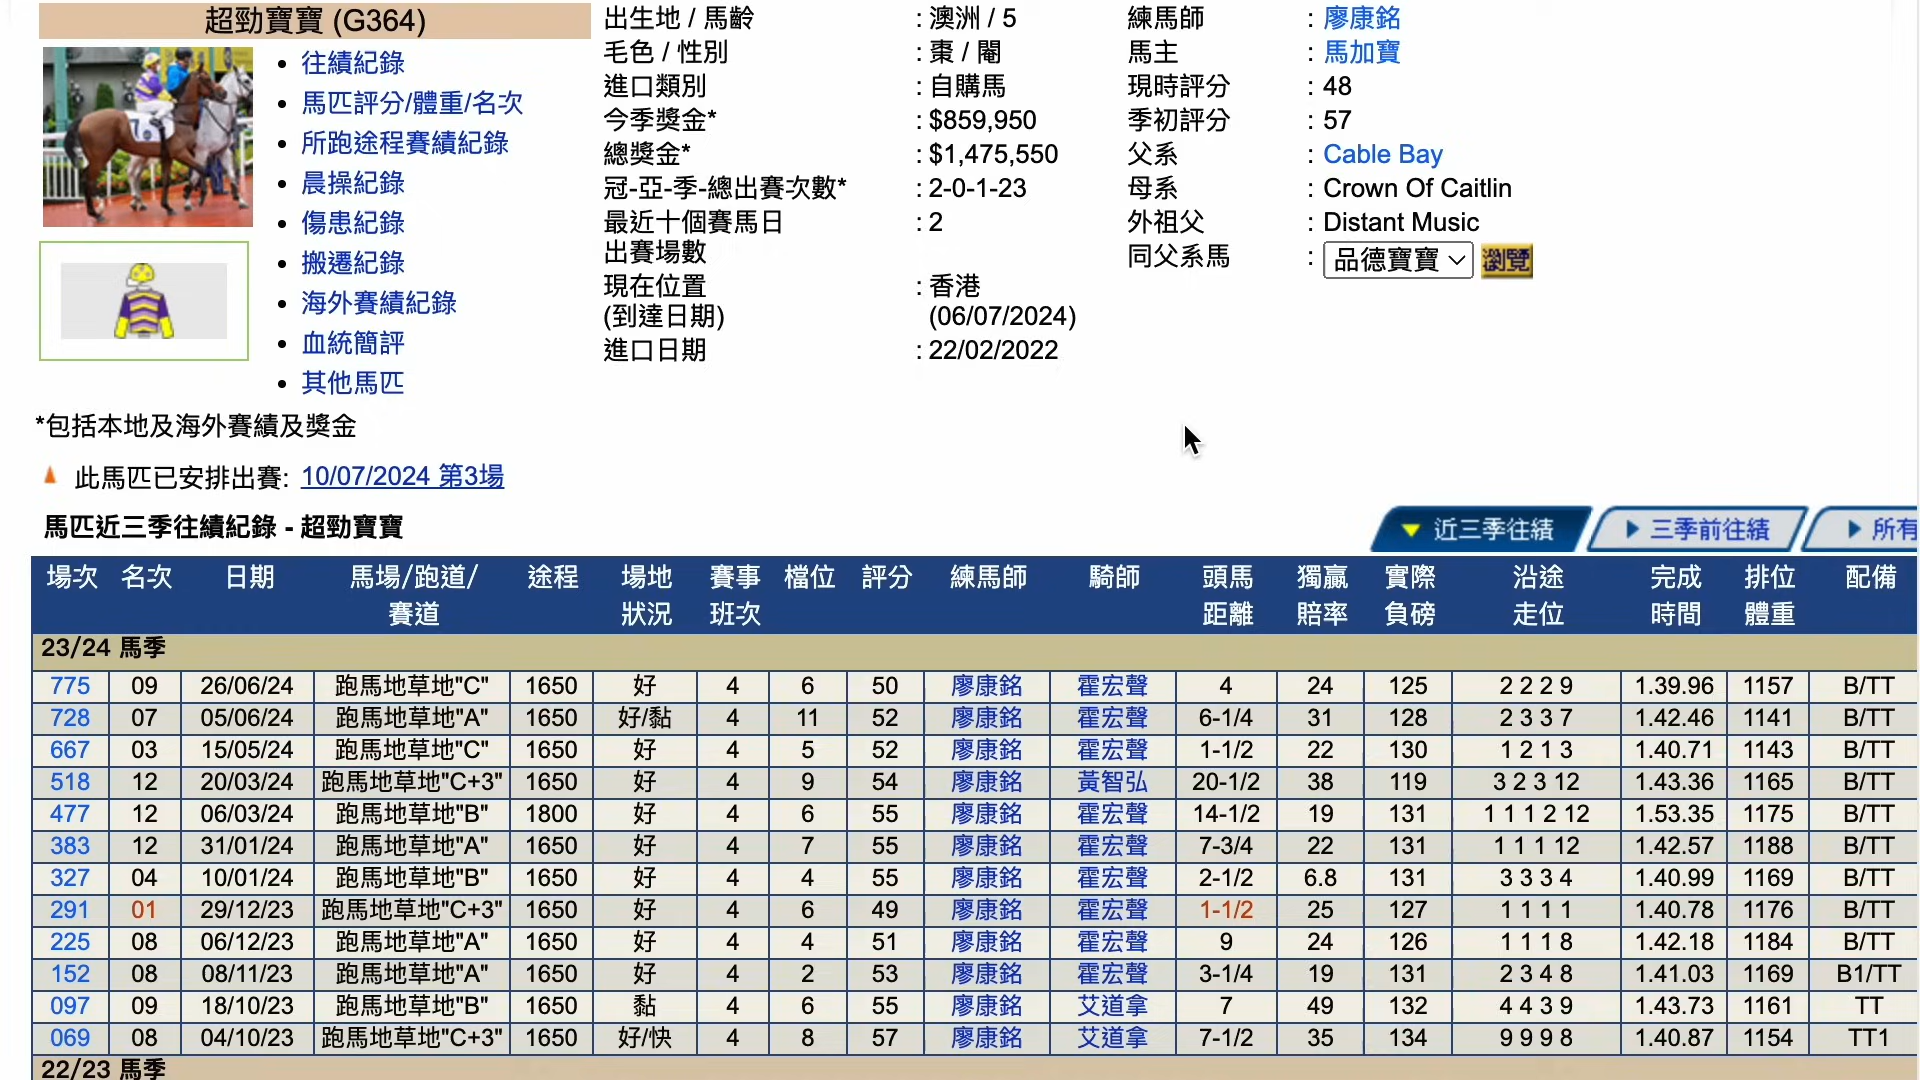 超勁寶寶 (G364)
往績紀錄
馬匹評分/體重/名次
所跑途程賽績紀錄
晨操紀錄
傷患紀錄
搬遷紀錄
海外賽績紀錄
血統簡評
其他馬匹
出生地 / 馬齡 : 澳洲 / 5
毛色 / 性別 : 棗 / 閹
進口類別 : 自購馬
今季獎金* : $859,950
總獎金* : $1,475,550
冠-亞-季-總出賽次數* : 2-0-1-23
最近十個賽馬日 : 2
出賽場數
現在位置 : 香港
(到達日期) (06/07/2024)
進口日期 : 22/02/2022
練馬師 : 廖康銘
馬主 : 馬加寶
現時評分 : 48
季初評分 : 57
父系 : Cable Bay
母系 : Crown Of Caitlin
外祖父 : Distant Music
同父系馬 : 品德寶寶 瀏覽
*包括本地及海外賽績及獎金
此馬匹已安排出賽: 10/07/2024 第3場
馬匹近三季往績紀錄 - 超勁寶寶
近三季往績 三季前往績 所有
場次 名次 日期 馬場/跑道/ 途程 場地 賽事 檔位 評分 練馬師 騎師 頭馬 獨贏 實際 沿途 完成 排位 配備
賽道 狀況 班次 距離 賠率 負磅 走位 時間 體重
23/24 馬季
775 09 26/06/24 跑馬地草地"C" 1650 好 4 6 50 廖康銘 霍宏聲 4 24 125 2 2 2 9 1.39.96 1157 B/TT
728 07 05/06/24 跑馬地草地"A" 1650 好/黏 4 11 52 廖康銘 霍宏聲 6-1/4 31 128 2 3 3 7 1.42.46 1141 B/TT
667 03 15/05/24 跑馬地草地"C" 1650 好 4 5 52 廖康銘 霍宏聲 1-1/2 22 130 1 2 1 3 1.40.71 1143 B/TT
518 12 20/03/24 跑馬地草地"C+3" 1650 好 4 9 54 廖康銘 黃智弘 20-1/2 38 119 3 2 3 12 1.43.36 1165 B/TT
477 12 06/03/24 跑馬地草地"B" 1800 好 4 6 55 廖康銘 霍宏聲 14-1/2 19 131 1 1 1 2 12 1.53.35 1175 B/TT
383 12 31/01/24 跑馬地草地"A" 1650 好 4 7 55 廖康銘 霍宏聲 7-3/4 22 131 1 1 1 12 1.42.57 1188 B/TT
327 04 10/01/24 跑馬地草地"B" 1650 好 4 4 55 廖康銘 霍宏聲 2-1/2 6.8 131 3 3 3 4 1.40.99 1169 B/TT
291 01 29/12/23 跑馬地草地"C+3" 1650 好 4 6 49 廖康銘 霍宏聲 1-1/2 25 127 1 1 1 1 1.40.78 1176 B/TT
225 08 06/12/23 跑馬地草地"A" 1650 好 4 4 51 廖康銘 霍宏聲 9 24 126 1 1 1 8 1.42.18 1184 B/TT
152 08 08/11/23 跑馬地草地"A" 1650 好 4 2 53 廖康銘 霍宏聲 3-1/4 19 131 2 3 4 8 1.41.03 1169 B1/TT
097 09 18/10/23 跑馬地草地"B" 1650 黏 4 6 55 廖康銘 艾道拿 7 49 132 4 4 3 9 1.43.73 1161 TT
069 08 04/10/23 跑馬地草地"C+3" 1650 好/快 4 8 57 廖康銘 艾道拿 7-1/2 35 134 9 9 9 8 1.40.87 1154 TT1
22/23 馬季